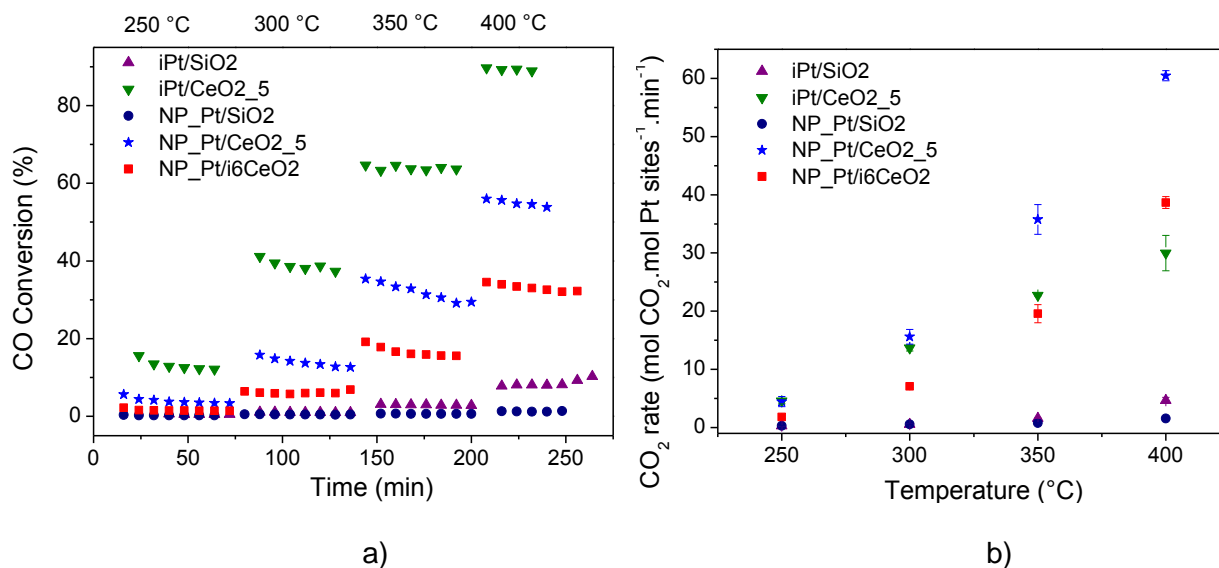 250 °C 300 °C 350 °C 400 °C
iPt/SiO2
iPt/CeO2_5
NP_Pt/SiO2
NP_Pt/CeO2_5
NP_Pt/i6CeO2
CO Conversion (%)
80
60
40
20
0
0 50 100 150 200 250
Time (min)
a)
iPt/SiO2
iPt/CeO2_5
NP_Pt/SiO2
NP_Pt/CeO2_5
NP_Pt/i6CeO2
CO₂ rate (mol CO₂.mol Pt sites⁻¹.min⁻¹)
60
50
40
30
20
10
0
250 300 350 400
Temperature (°C)
b)